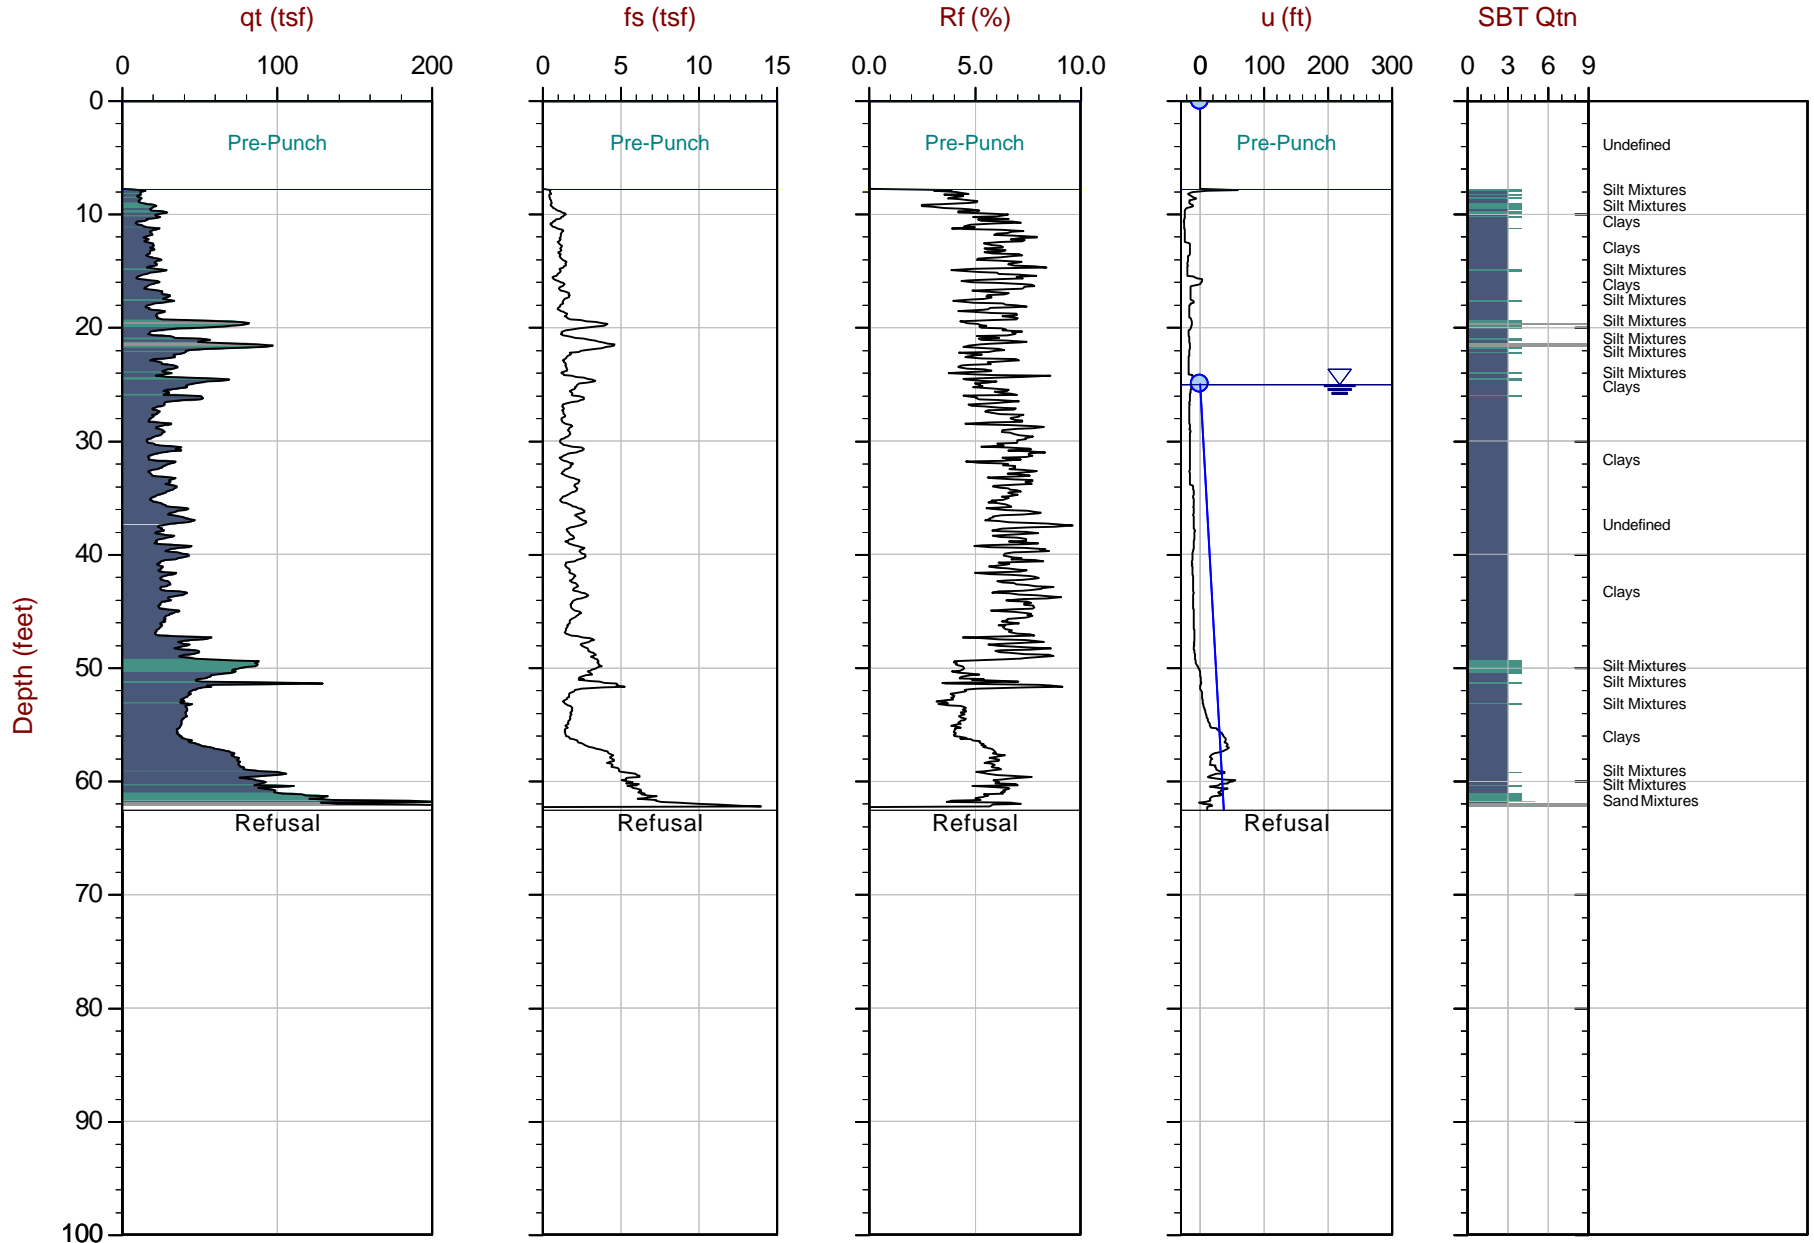 qt (tsf) fs (tsf) Rf (%) u (ft) SBT Qtn
0 100 200 0 5 10 15 0.0 5.0 10.0 0 100 200 300 0 3 6 9
0
Pre-Punch Pre-Punch Pre-Punch Pre-Punch Undefined
Silt Mixtures
Silt Mixtures
10
Clays
Clays
Silt Mixtures
Clays
Silt Mixtures
Silt Mixtures
20
Silt Mixtures
Silt Mixtures
Silt Mixtures
Clays
30
Clays
Undefined
40
Clays
Depth (feet)
Silt Mixtures
50
Silt Mixtures
Silt Mixtures
Clays
Silt Mixtures
60
Silt Mixtures
Sand Mixtures
Refusal Refusal Refusal Refusal
70
80
90
100